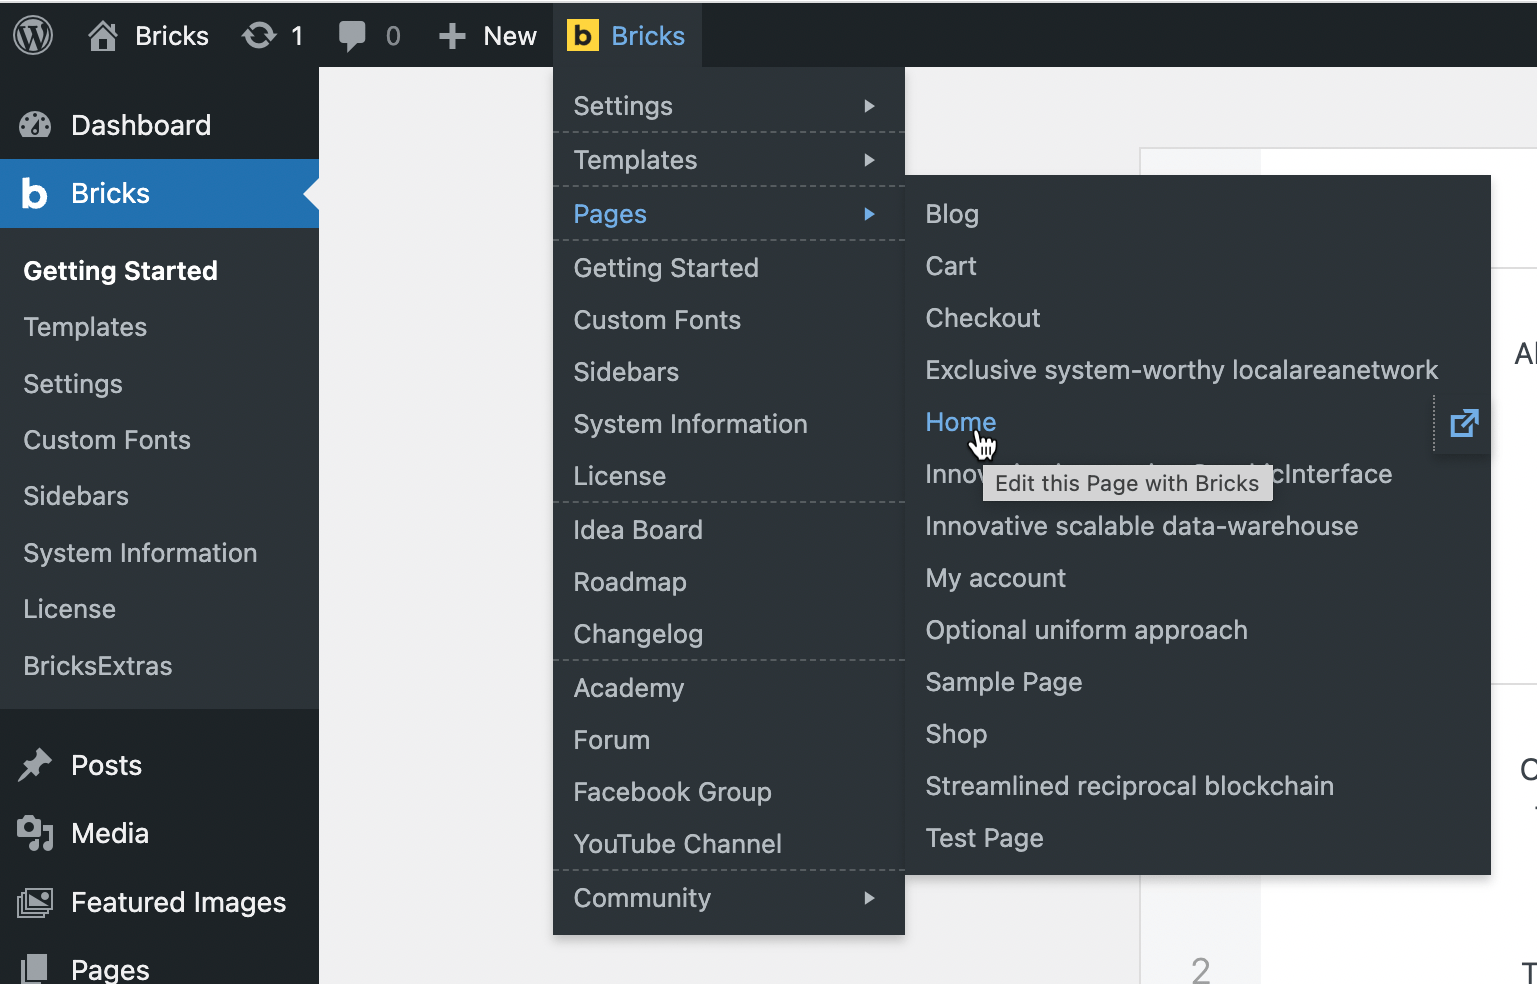 Bricks
1
0
New
b Bricks
Dashboard
b Bricks
Getting Started
Templates
Settings
Custom Fonts
Sidebars
System Information
License
BricksExtras
Posts
Media
Featured Images
Pages
Settings
Templates
Pages
Getting Started
Custom Fonts
Sidebars
System Information
License
Idea Board
Roadmap
Changelog
Academy
Forum
Facebook Group
YouTube Channel
Community
Blog
Cart
Checkout
Exclusive system-worthy localareanetwork
Home
Edit this Page with Bricks
Innovative scalable data-warehouse
My account
Optional uniform approach
Sample Page
Shop
Streamlined reciprocal blockchain
Test Page
2